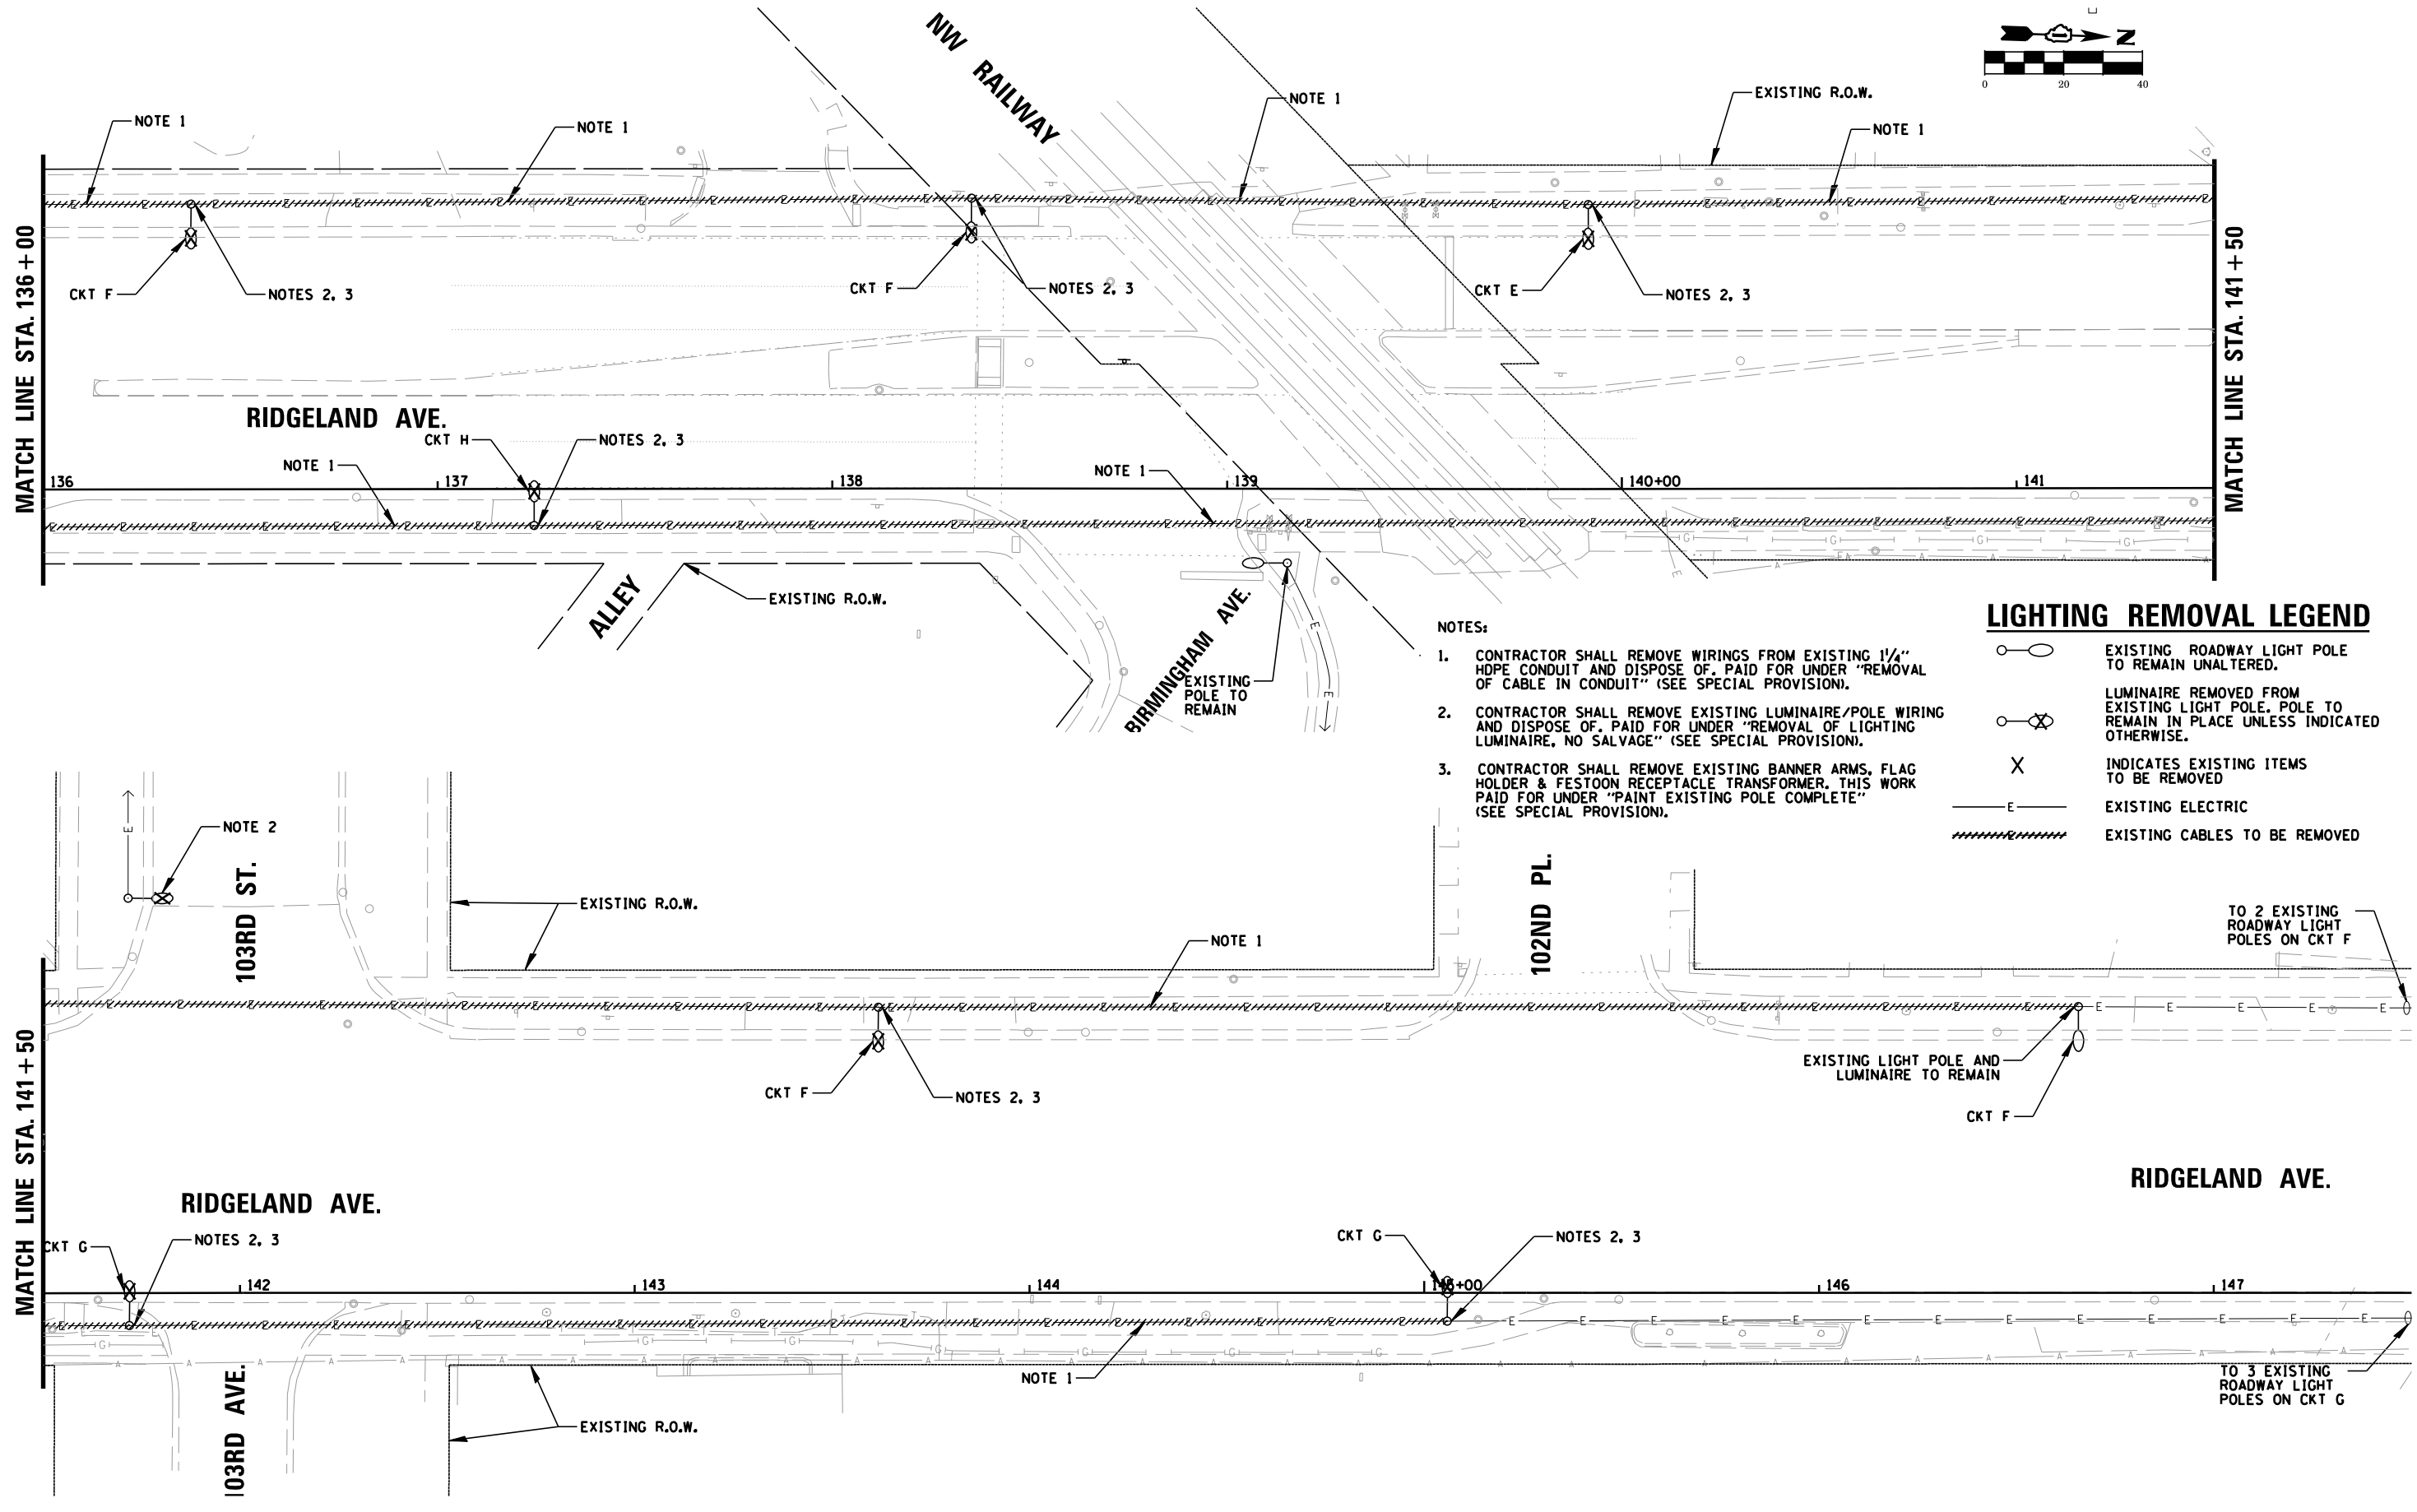 NW RAILWAY
N
0 20 40
NOTE 1
NOTE 1
NOTE 1
EXISTING R.O.W.
NOTE 1
MATCH LINE STA. 136+00
CKT F
NOTES 2, 3
CKT F
NOTES 2, 3
CKT E
NOTES 2, 3
MATCH LINE STA. 141+50
RIDGELAND AVE.
CKT H
NOTES 2, 3
NOTE 1
NOTE 1
136
137
138
139
140+00
141
ALLEY
EXISTING R.O.W.
BIRMINGHAM AVE.
EXISTING
POLE TO
REMAIN
NOTES:
1. CONTRACTOR SHALL REMOVE WIRINGS FROM EXISTING 1¼"
HDPE CONDUIT AND DISPOSE OF. PAID FOR UNDER "REMOVAL
OF CABLE IN CONDUIT" (SEE SPECIAL PROVISION).
2. CONTRACTOR SHALL REMOVE EXISTING LUMINAIRE/POLE WIRING
AND DISPOSE OF. PAID FOR UNDER "REMOVAL OF LIGHTING
LUMINAIRE, NO SALVAGE" (SEE SPECIAL PROVISION).
3. CONTRACTOR SHALL REMOVE EXISTING BANNER ARMS, FLAG
HOLDER & FESTOON RECEPTACLE TRANSFORMER. THIS WORK
PAID FOR UNDER "PAINT EXISTING POLE COMPLETE"
(SEE SPECIAL PROVISION).
LIGHTING REMOVAL LEGEND
EXISTING ROADWAY LIGHT POLE
TO REMAIN UNALTERED.
LUMINAIRE REMOVED FROM
EXISTING LIGHT POLE. POLE TO
REMAIN IN PLACE UNLESS INDICATED
OTHERWISE.
X
INDICATES EXISTING ITEMS
TO BE REMOVED
E
EXISTING ELECTRIC
E
EXISTING CABLES TO BE REMOVED
NOTE 2
103RD ST.
EXISTING R.O.W.
NOTE 1
102ND PL.
TO 2 EXISTING
ROADWAY LIGHT
POLES ON CKT F
MATCH LINE STA. 141+50
CKT F
NOTES 2, 3
EXISTING LIGHT POLE AND
LUMINAIRE TO REMAIN
CKT F
RIDGELAND AVE.
RIDGELAND AVE.
CKT G
NOTES 2, 3
CKT G
NOTES 2, 3
142
143
144
145+00
146
147
NOTE 1
TO 3 EXISTING
ROADWAY LIGHT
POLES ON CKT G
103RD AVE.
EXISTING R.O.W.